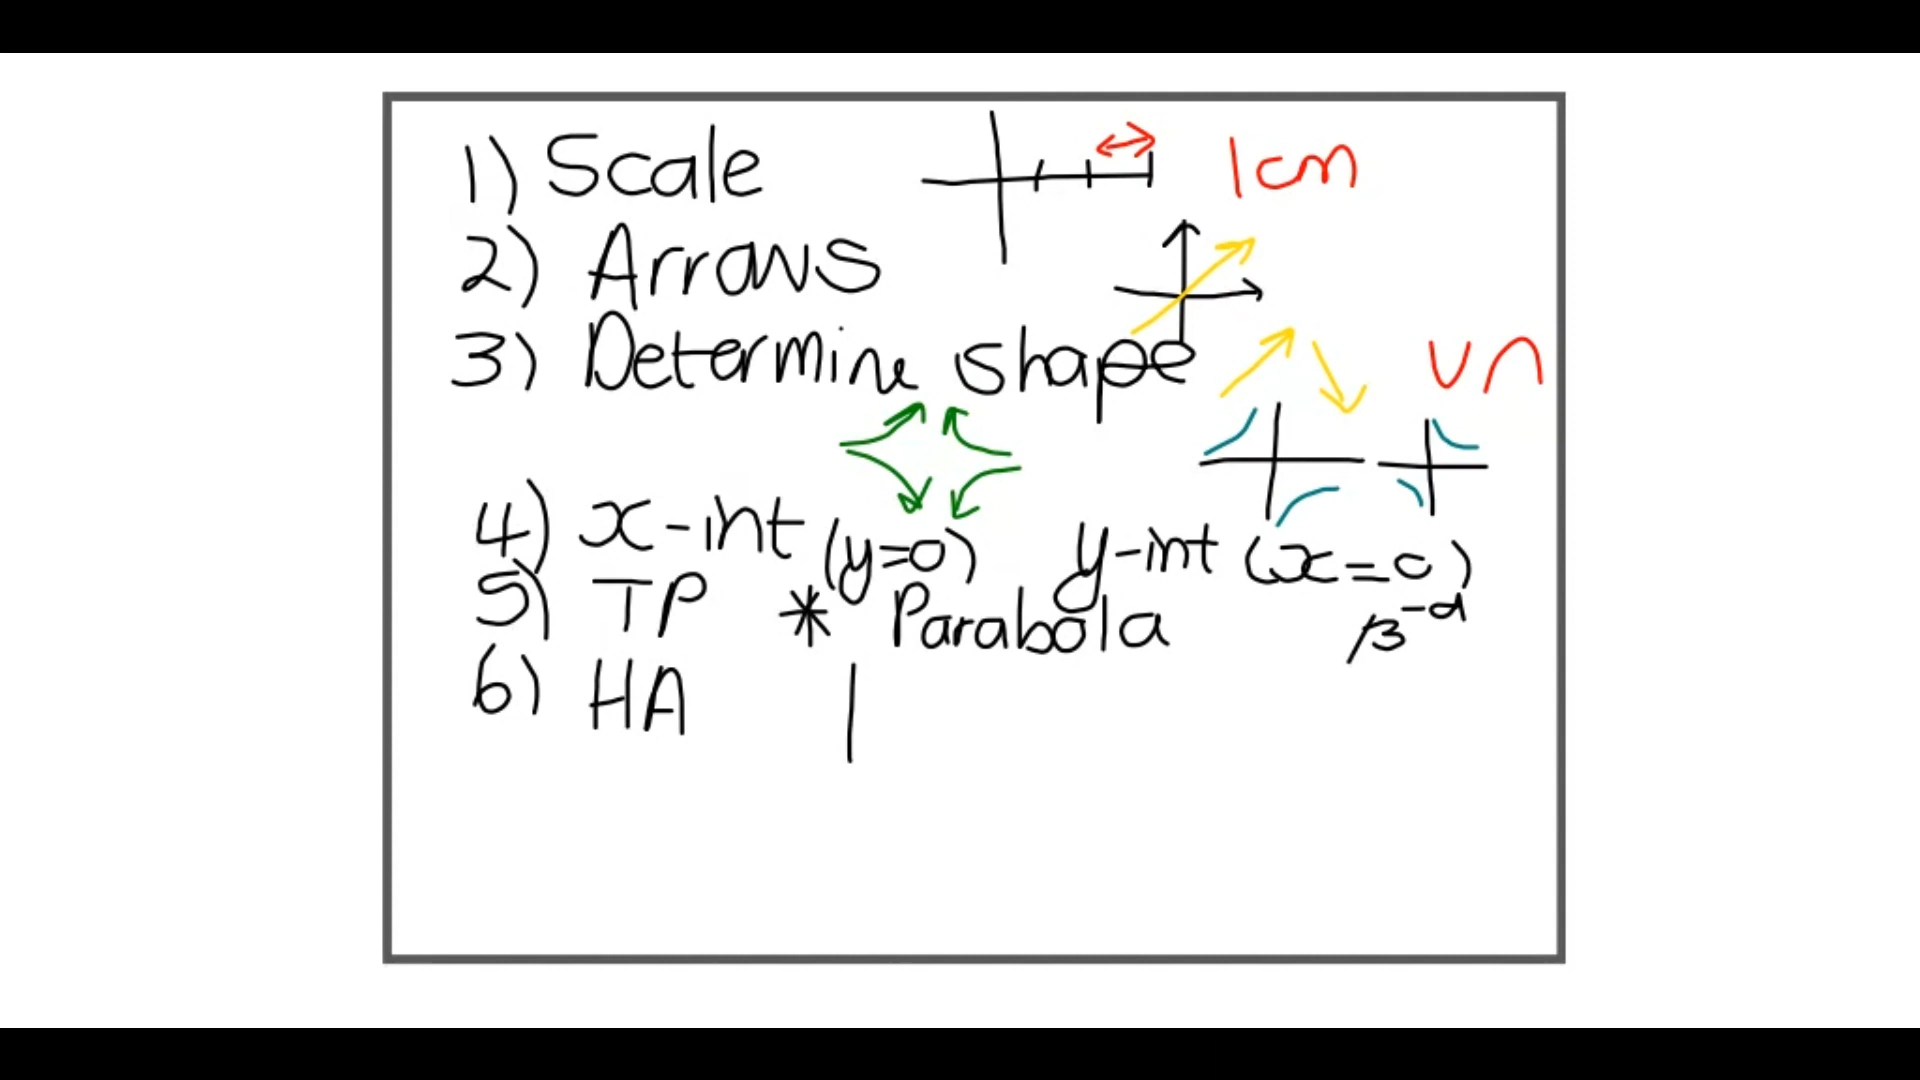 1) Scale 1cm
2) Arrows
3) Determine shape
4) x-int (y=0) y-int (x=0)
5) TP * Parabola
6) HA